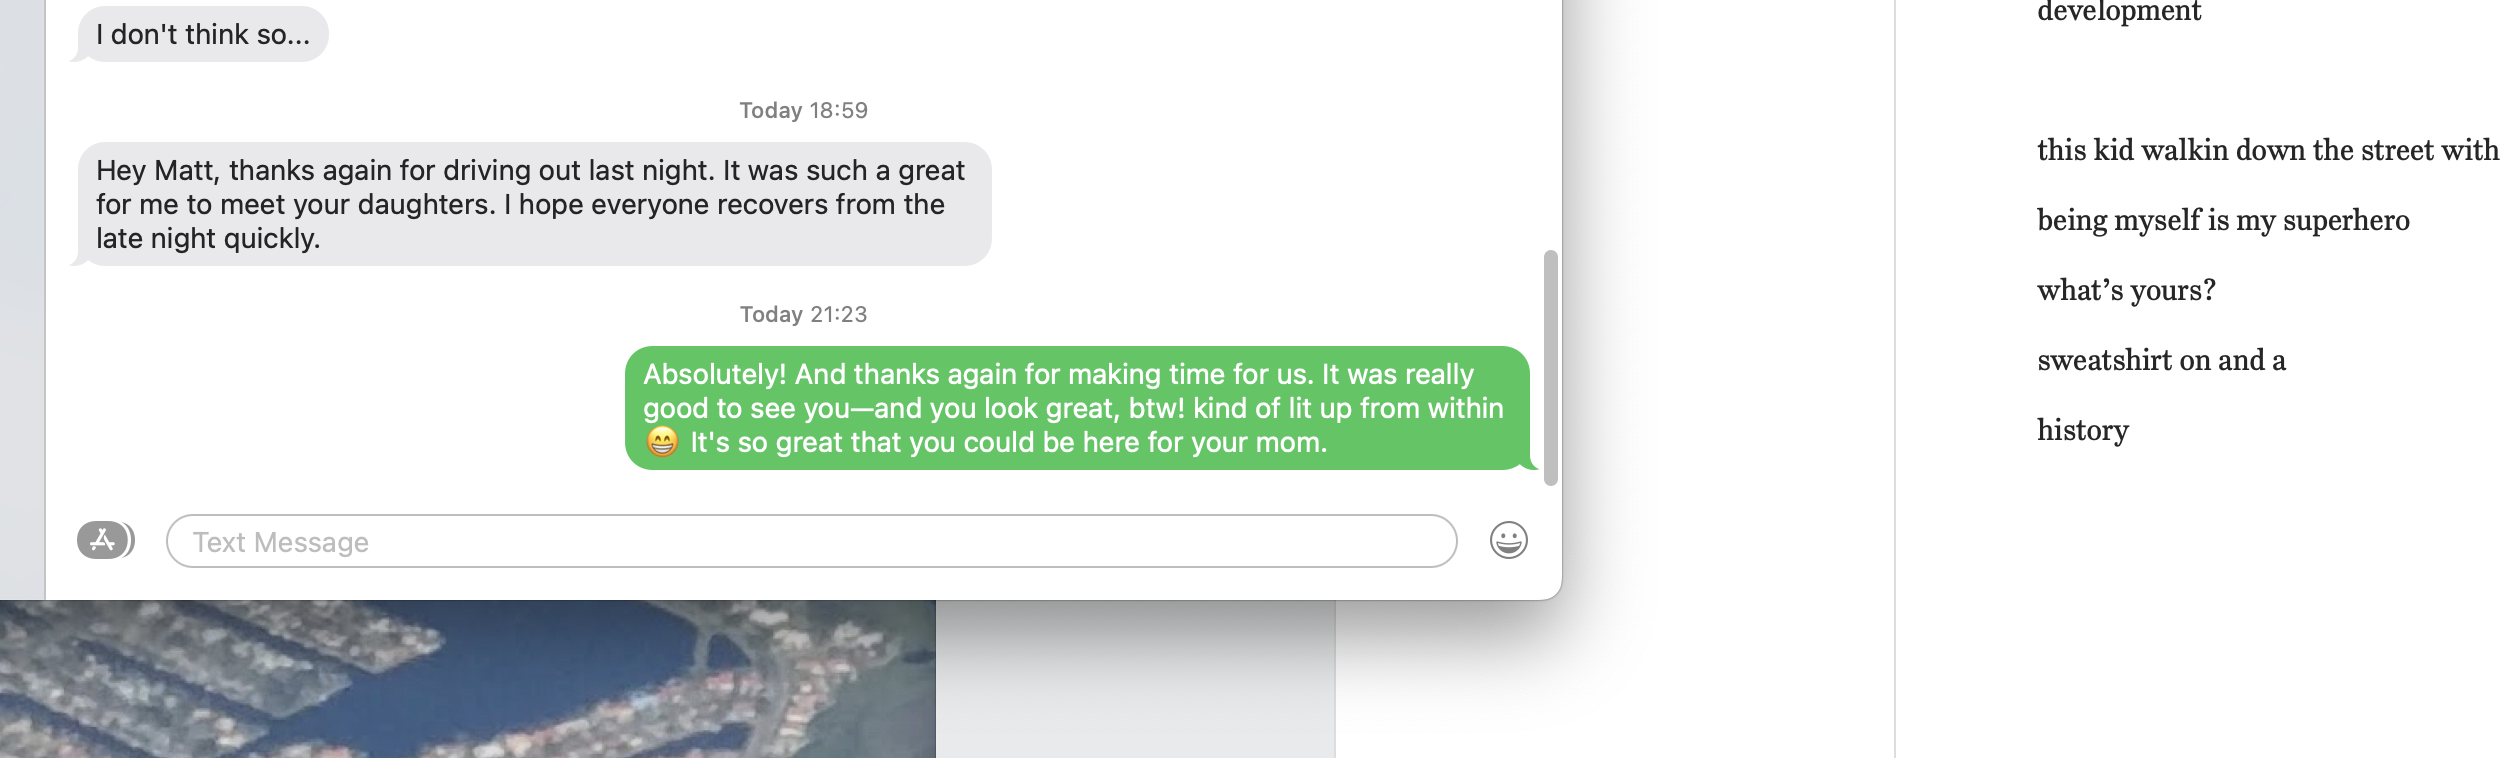 I don't think so...
Today 18:59
Hey Matt, thanks again for driving out last night. It was such a great
for me to meet your daughters. I hope everyone recovers from the
late night quickly.
Today 21:23
Absolutely! And thanks again for making time for us. It was really
good to see you—and you look great, btw! kind of lit up from within
😁 It's so great that you could be here for your mom.
Text Message
development
this kid walkin down the street with
being myself is my superhero
what’s yours?
sweatshirt on and a
history